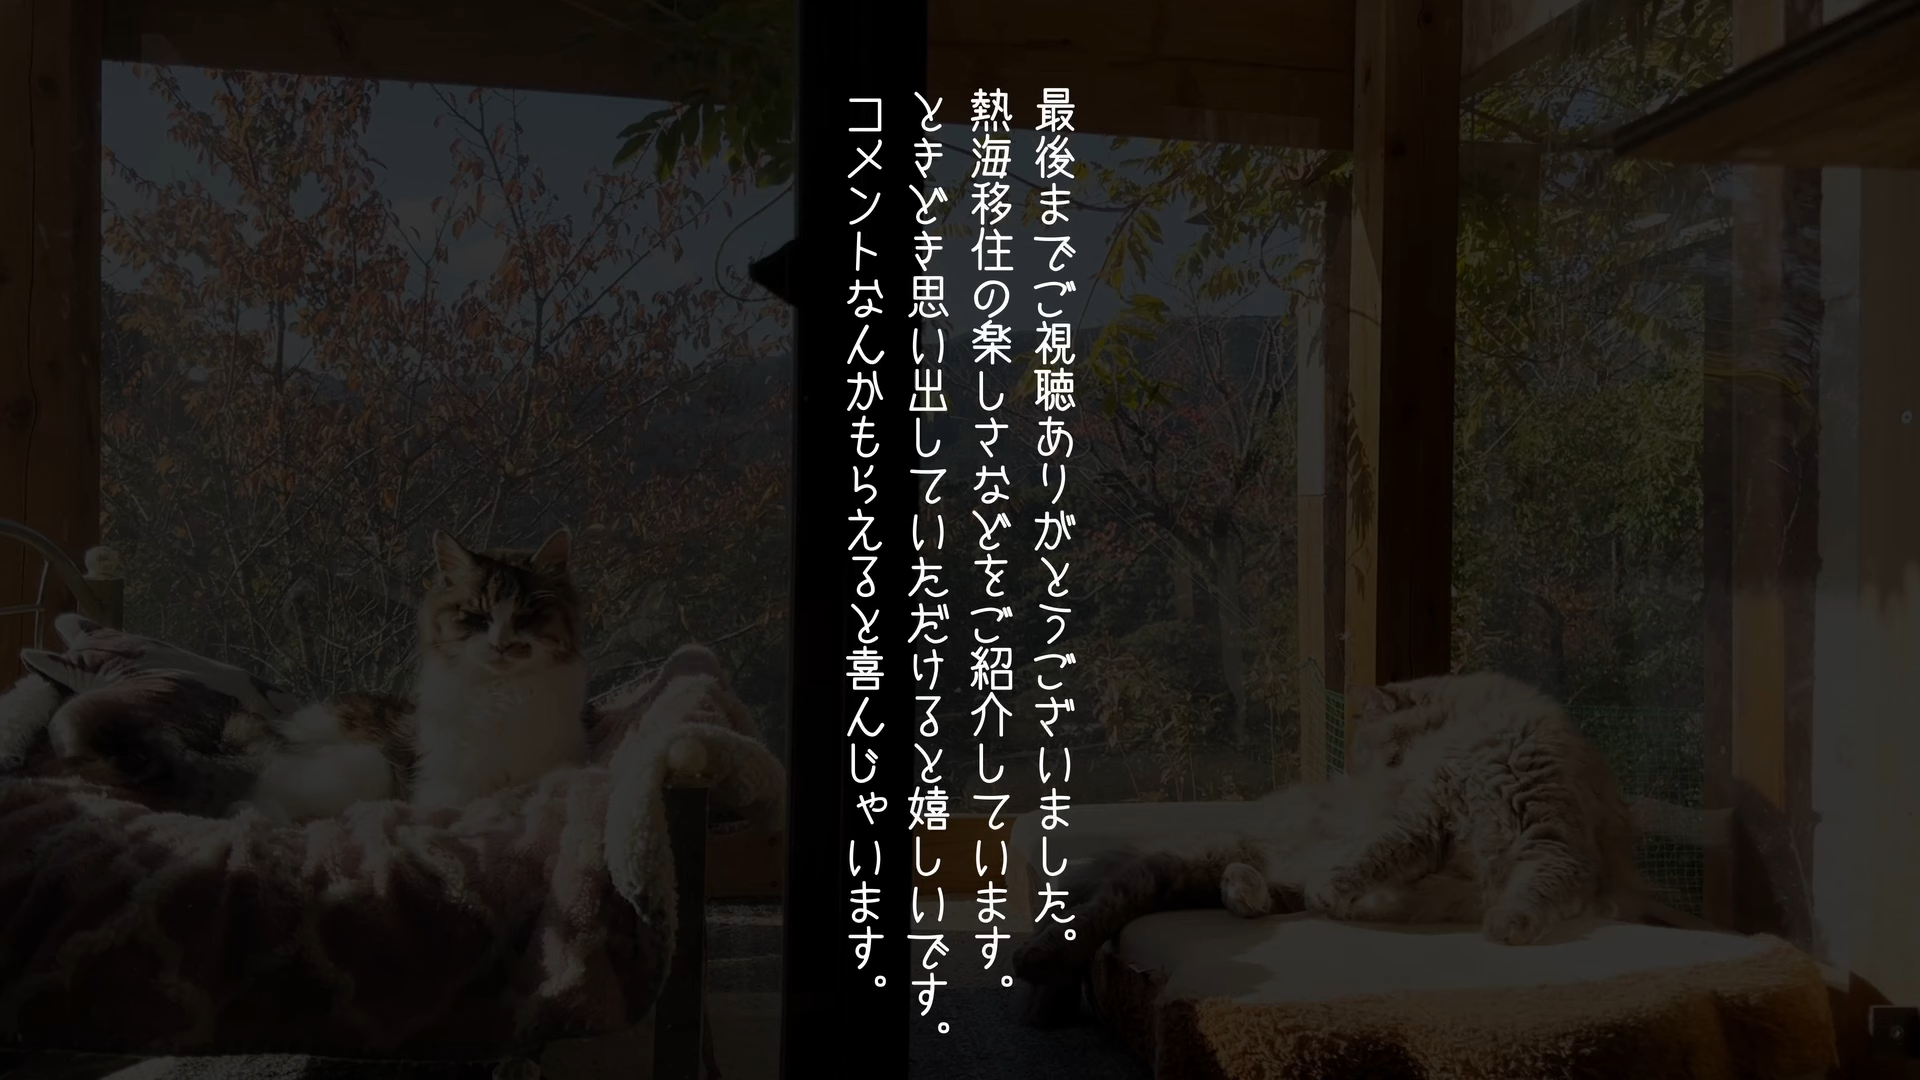 最後までご視聴ありがとうございました。
熱海移住の楽しさなどをご紹介しています。
ときどき思い出していただけると嬉しいです。
コメントなんかもらえると喜んじゃいます。